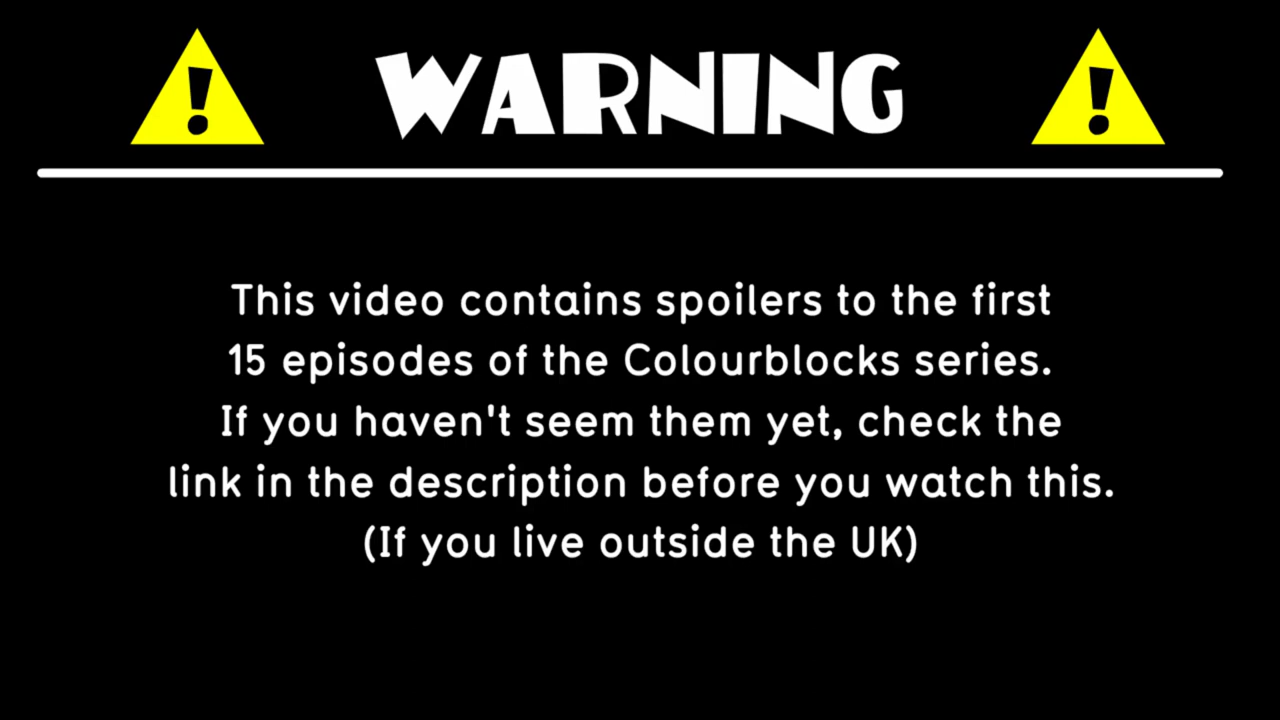 WARNING
This video contains spoilers to the first
15 episodes of the Colourblocks series.
If you haven't seem them yet, check the
link in the description before you watch this.
(If you live outside the UK)